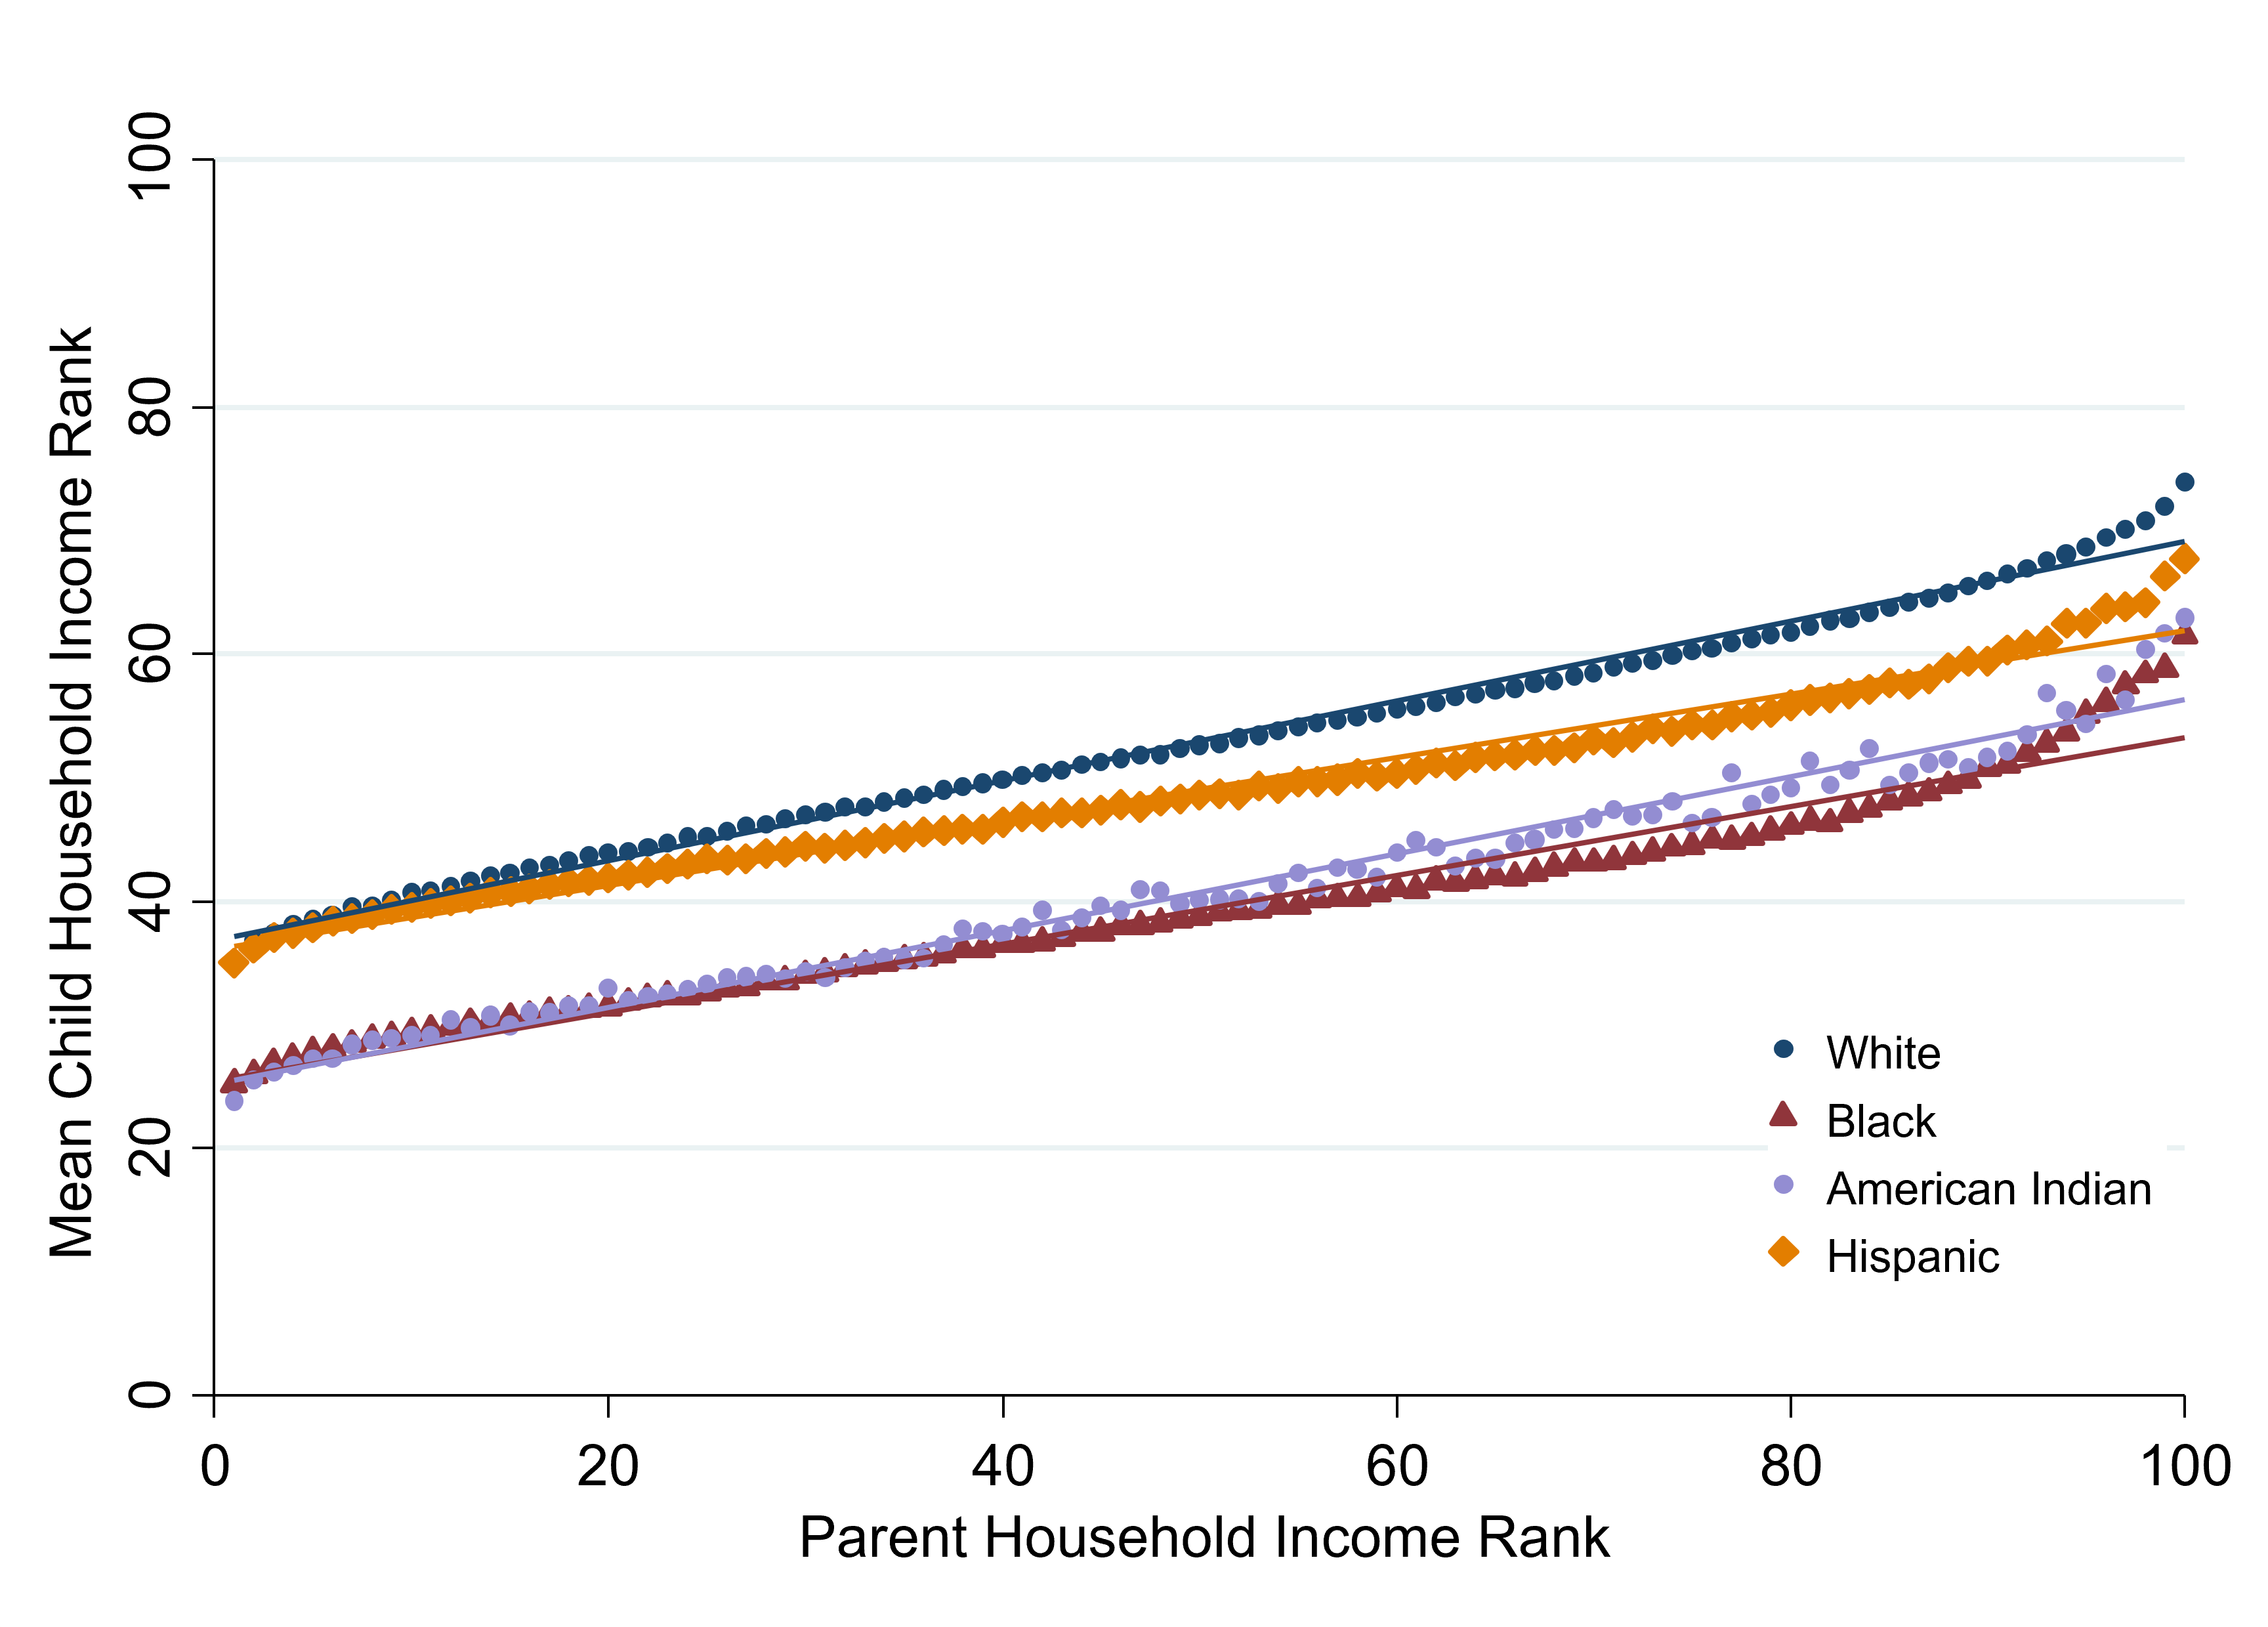 Mean Child Household Income Rank
100
80
60
40
20
0
White
Black
American Indian
Hispanic
0 20 40 60 80 100
Parent Household Income Rank